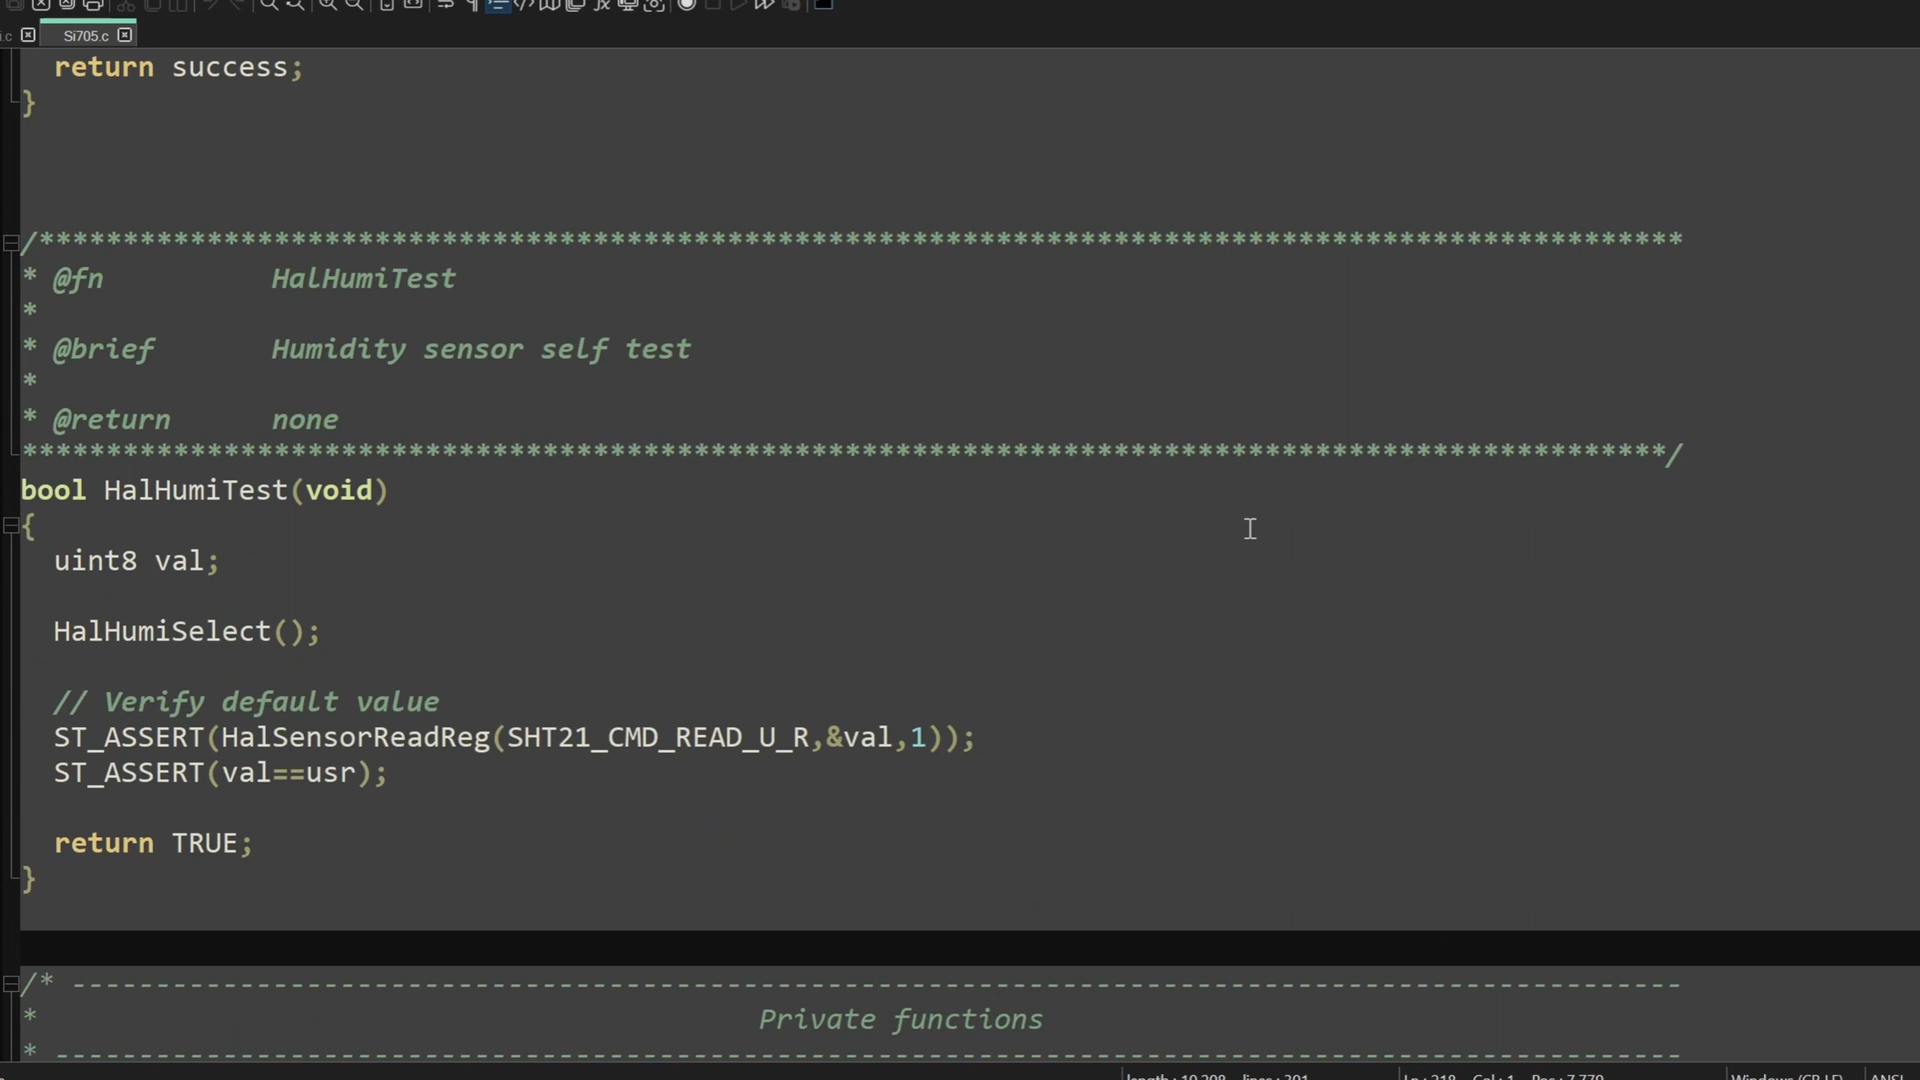 Si705.c
return success;
}
/**************************************************************************************************
* @fn HalHumiTest
*
* @brief Humidity sensor self test
*
* @return none
**************************************************************************************************/
bool HalHumiTest(void)
{
uint8 val;
HalHumiSelect();
// Verify default value
ST_ASSERT(HalSensorReadReg(SHT21_CMD_READ_U_R,&val,1));
ST_ASSERT(val==usr);
return TRUE;
}
/* ------------------------------------------------------------------------------------------------
* Private functions
* -------------------------------------------------------------------------------------------------